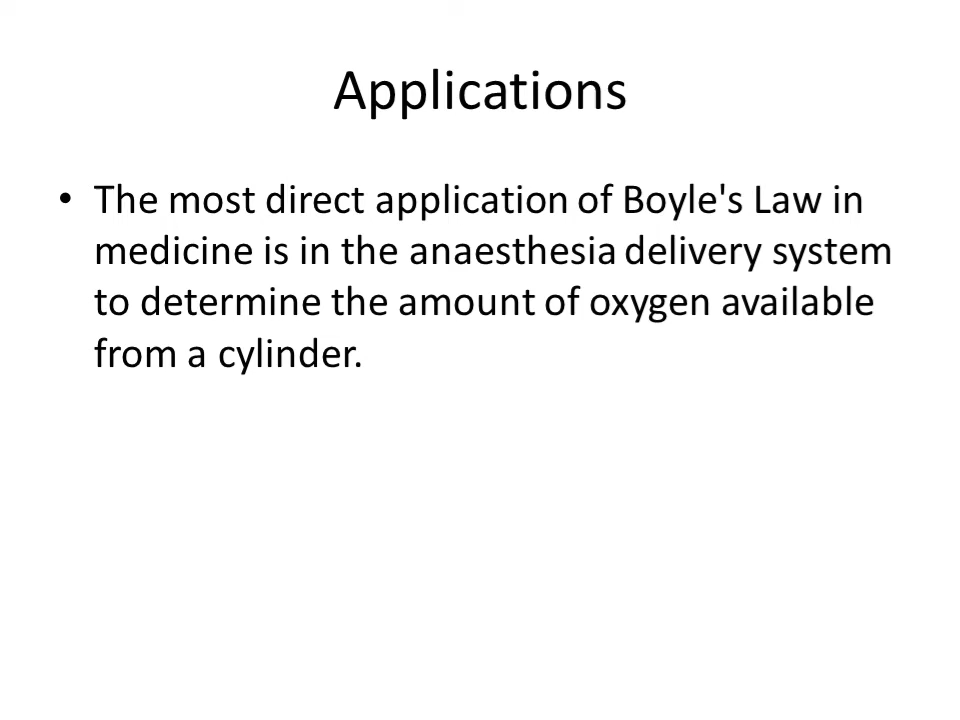 Applications
• The most direct application of Boyle's Law in
medicine is in the anaesthesia delivery system
to determine the amount of oxygen available
from a cylinder.